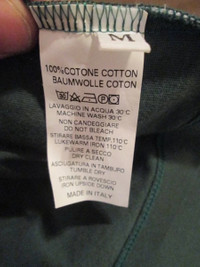 M
100%COTONE COTTON
BAUMWOLLE COTON
LAVAGGIO IN ACQUA 30°C
MACHINE WASH 30°C
NON CANDEGGIARE
DO NOT BLEACH
STIRARE BASSA TEMP.110°C
LUKEWARM IRON 110°C
PULIRE A SECCO
DRY CLEAN
ASCIUGATURA IN TAMBURO
TUMBLE DRY
STIRARE A ROVESCIO
IRON UPSIDE DOWN
MADE IN ITALY